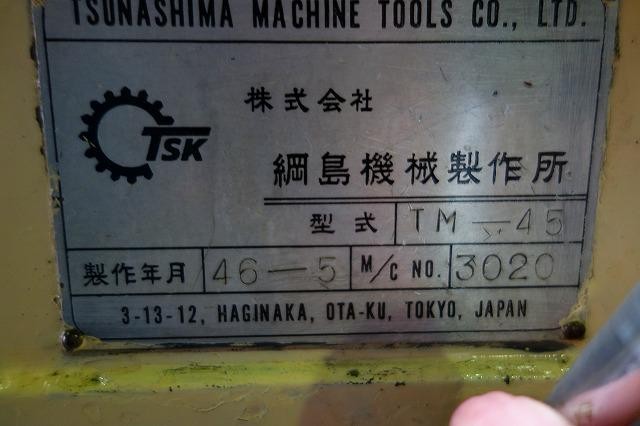 TSUNASHIMA MACHINE TOOLS CO., LTD.
TSK
株式会社
綱島機械製作所
型式 TM-45
製作年月 46-5 M/C NO. 3020
3-13-12, HAGINAKA, OTA-KU, TOKYO, JAPAN